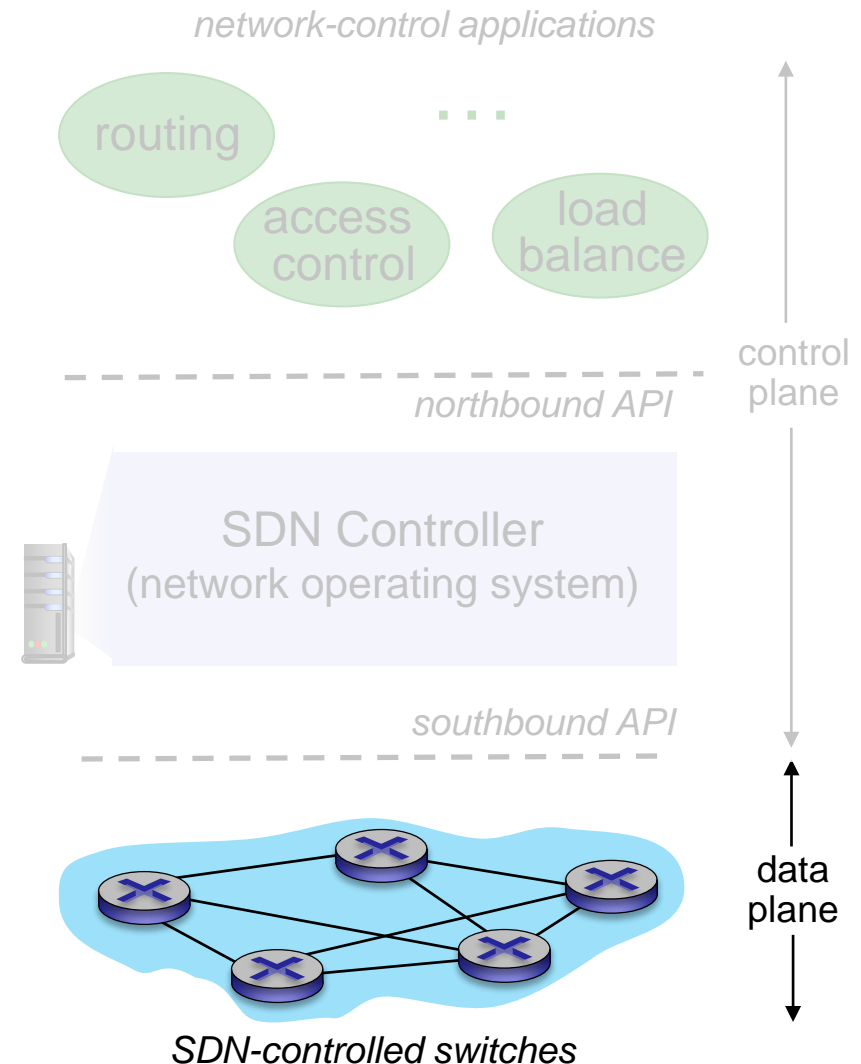 network-control applications
routing
...
access
control
load
balance
control
plane
northbound API
SDN Controller
(network operating system)
southbound API
data
plane
SDN-controlled switches